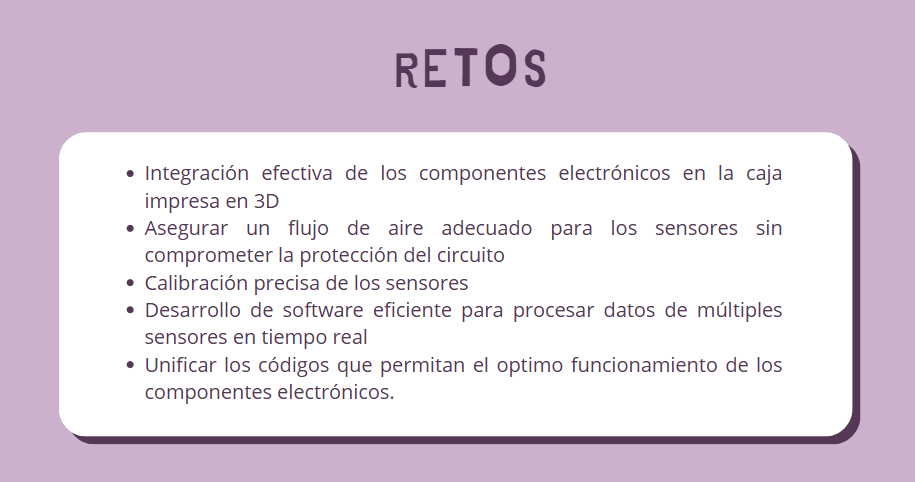 RETOS
• Integración efectiva de los componentes electrónicos en la caja
impresa en 3D
• Asegurar un flujo de aire adecuado para los sensores sin
comprometer la protección del circuito
• Calibración precisa de los sensores
• Desarrollo de software eficiente para procesar datos de múltiples
sensores en tiempo real
• Unificar los códigos que permitan el optimo funcionamiento de los
componentes electrónicos.